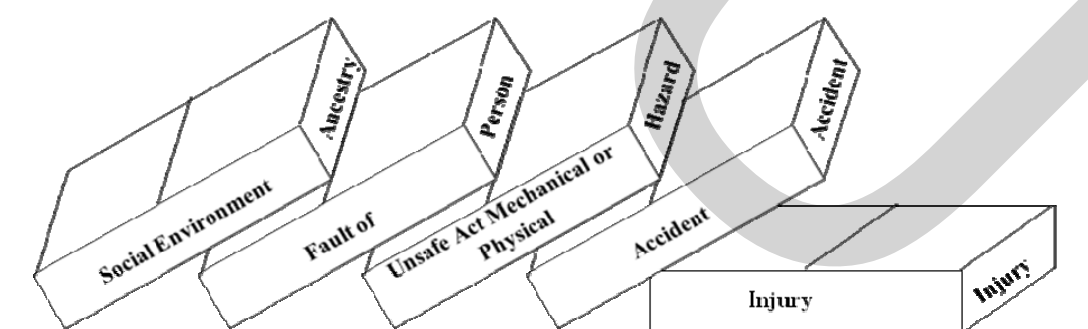 Social Environment
Ancestry
Fault of
Person
Unsafe Act Mechanical or
Physical
Hazard
Accident
Accident
Injury
Injury